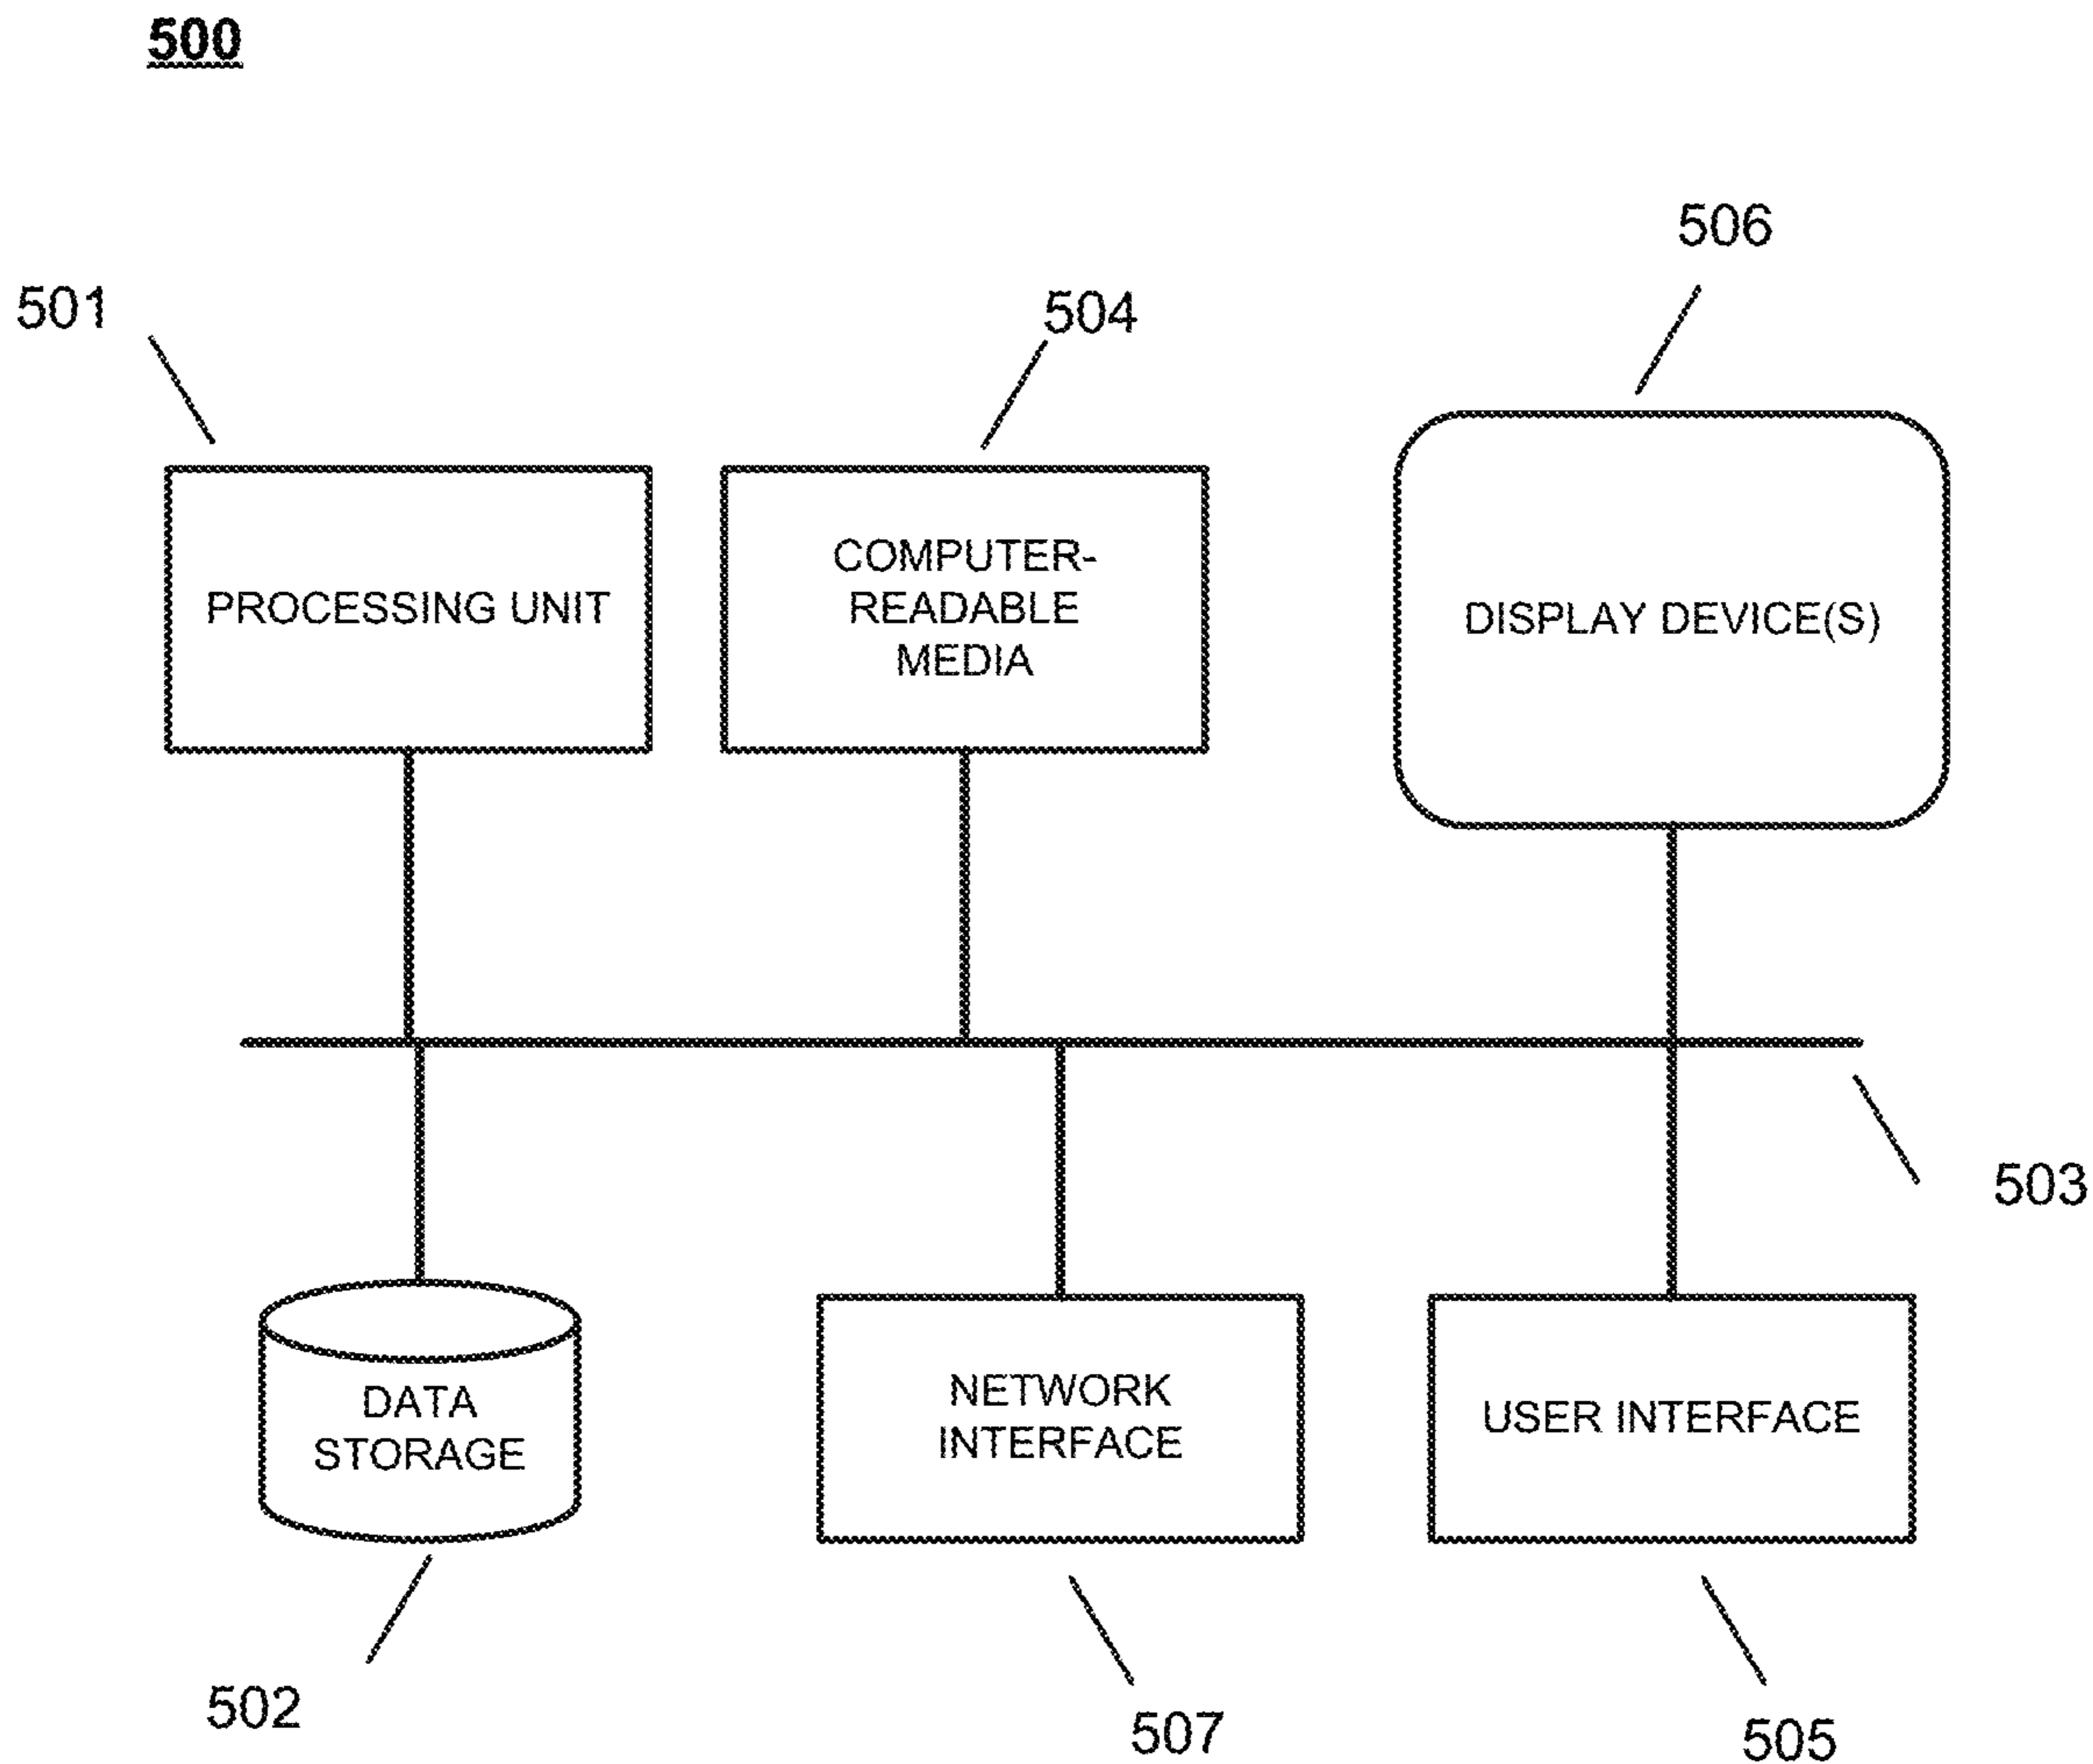 500
506
501
504
PROCESSING UNIT
COMPUTER-
READABLE
MEDIA
DISPLAY DEVICE(S)
503
DATA
STORAGE
NETWORK
INTERFACE
USER INTERFACE
502
507
505